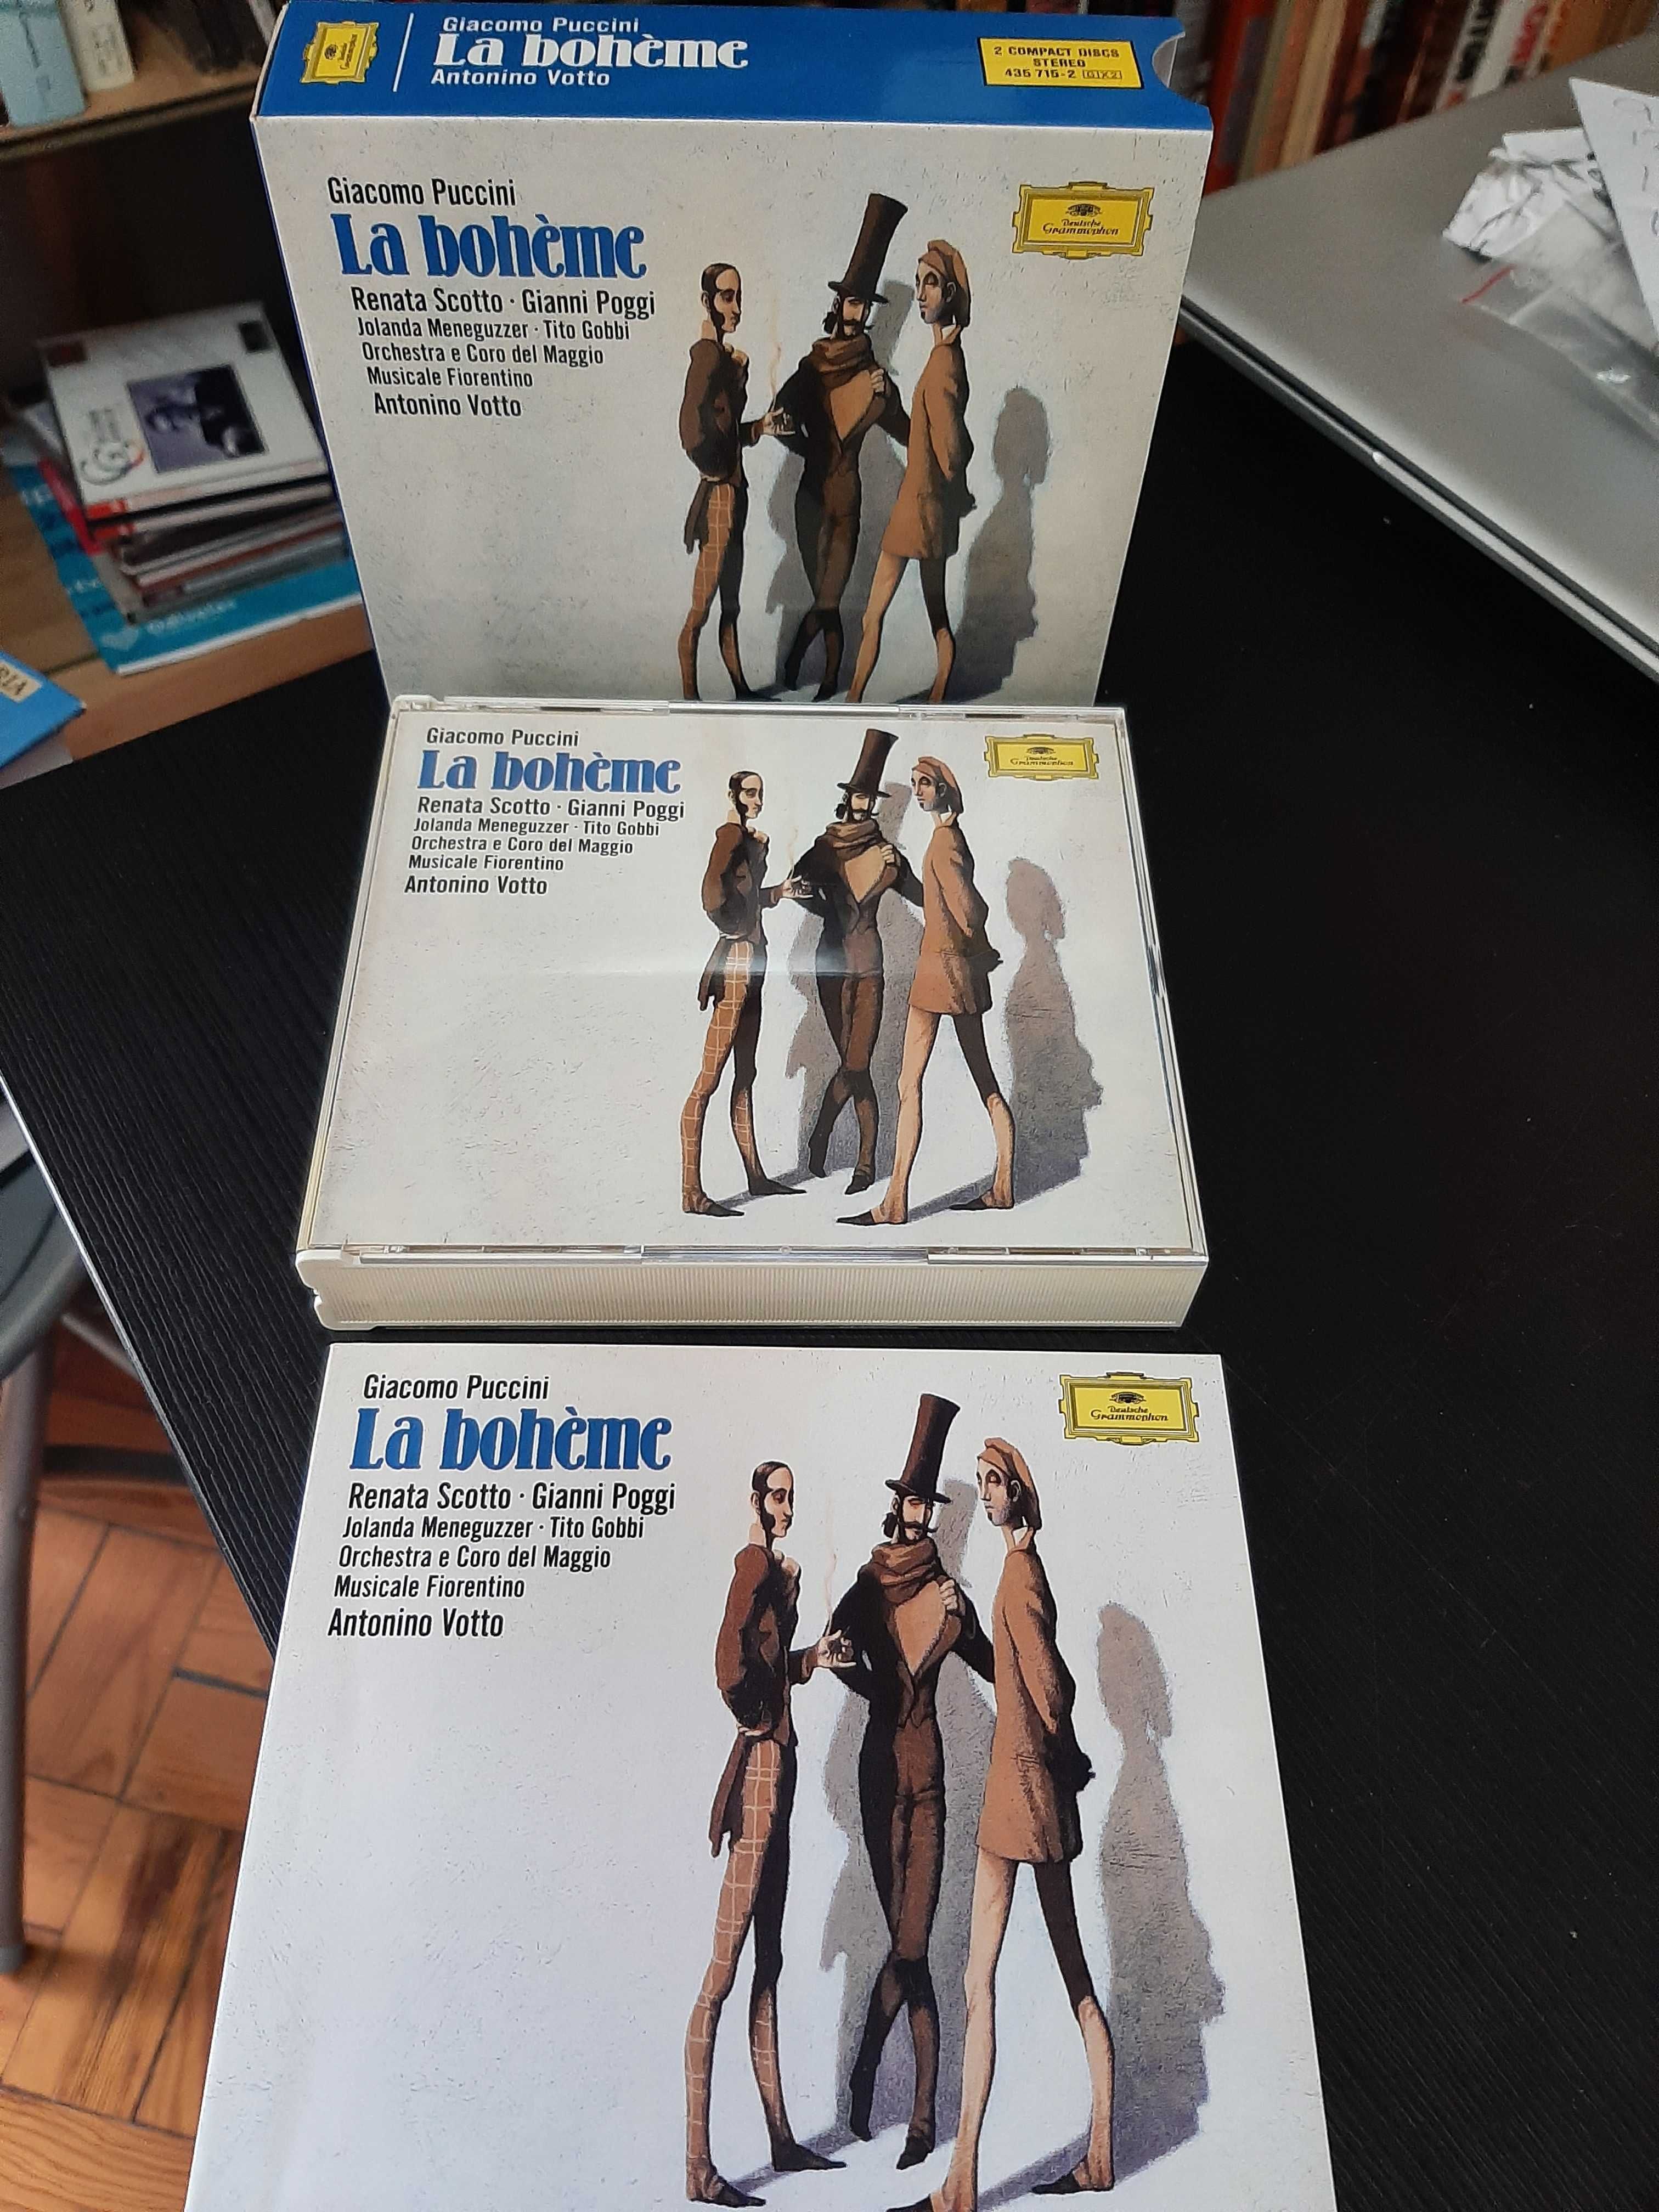 Giacomo Puccini
La bohème
Antonino Votto
2 COMPACT DISCS
STEREO
435 715-2 GX2
Giacomo Puccini
La bohème
Renata Scotto · Gianni Poggi
Jolanda Meneguzzer · Tito Gobbi
Orchestra e Coro del Maggio
Musicale Fiorentino
Antonino Votto
Deutsche
Grammophon
Giacomo Puccini
La bohème
Renata Scotto · Gianni Poggi
Jolanda Meneguzzer · Tito Gobbi
Orchestra e Coro del Maggio
Musicale Fiorentino
Antonino Votto
Deutsche
Grammophon
Giacomo Puccini
La bohème
Renata Scotto · Gianni Poggi
Jolanda Meneguzzer · Tito Gobbi
Orchestra e Coro del Maggio
Musicale Fiorentino
Antonino Votto
Deutsche
Grammophon